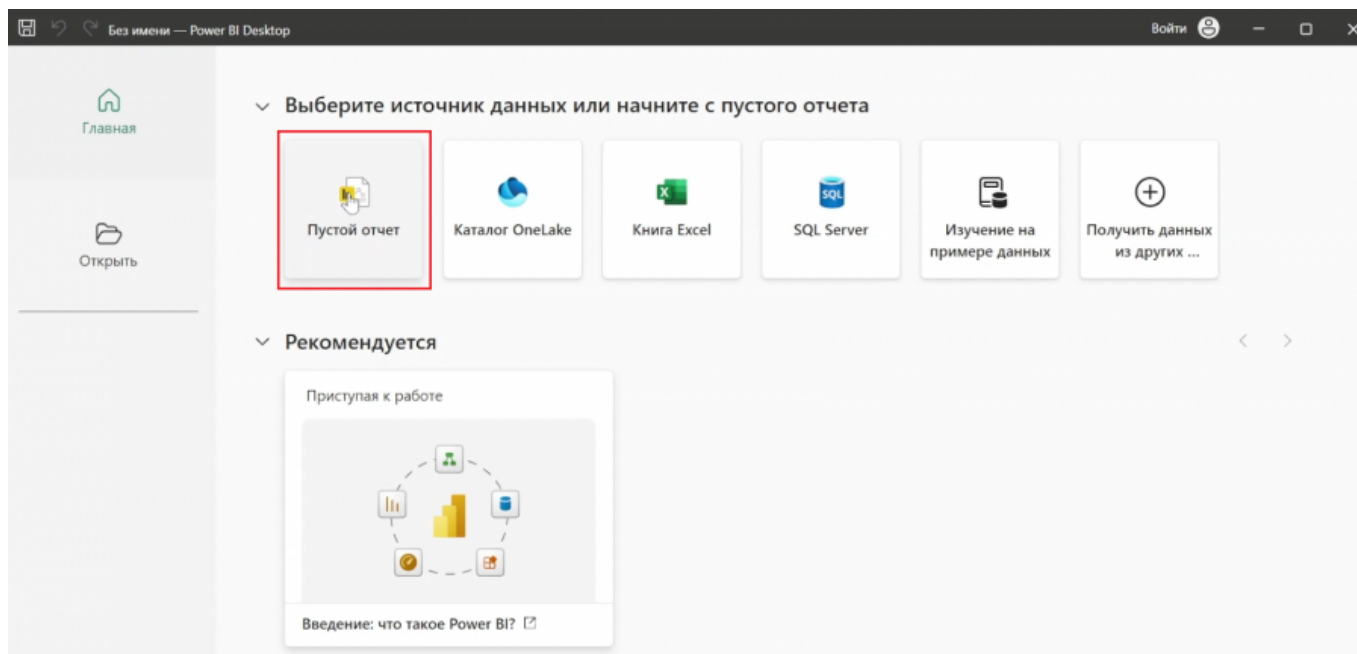 Без имени — Power BI Desktop
Войти
Главная
Открыть
Выберите источник данных или начните с пустого отчета
Пустой отчет
Каталог OneLake
Книга Excel
SQL Server
Изучение на
примере данных
Получить данных
из других ...
Рекомендуется
Приступая к работе
Введение: что такое Power BI?